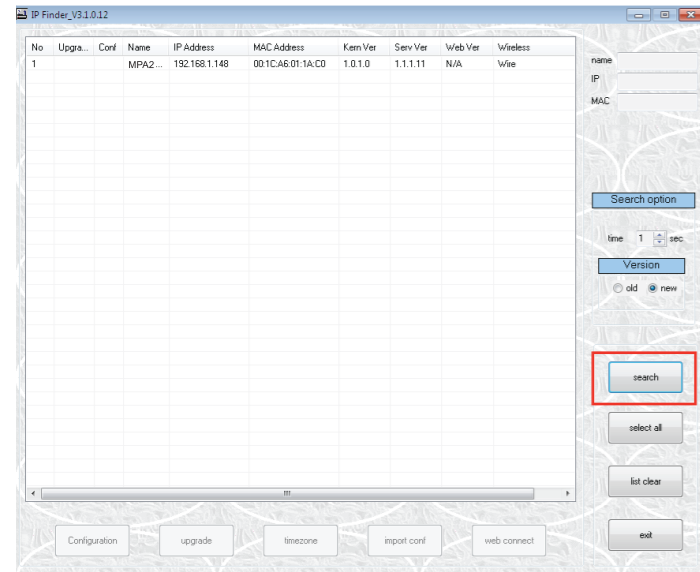 IP Finder_V3.1.0.12
No Upgra... Conf Name IP Address MAC Address Kern Ver Serv Ver Web Ver Wireless
1 MPA2... 192.168.1.148 00:1C:A6:01:1A:C0 1.0.1.0 1.1.1.11 N/A Wire
name
IP
MAC
Search option
time 1 sec
Version
old new
search
select all
list clear
exit
Configuration upgrade timezone import conf web connect